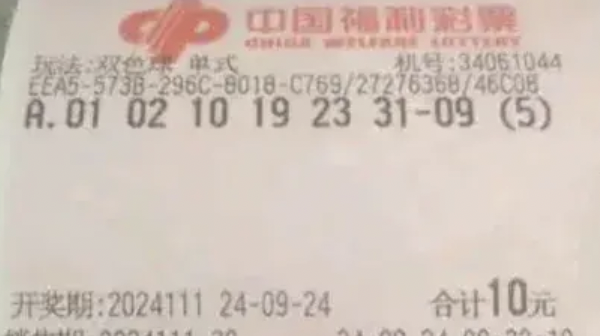 中国福利彩票
CHINA WELFARE LOTTERY
玩法:双色球 单式 机号:34061044
EEA5-573B-296C-8018-C769/27276368/46C08
A.01 02 10 19 23 31-09 (5)
开奖期:2024111 24-09-24 合计10元